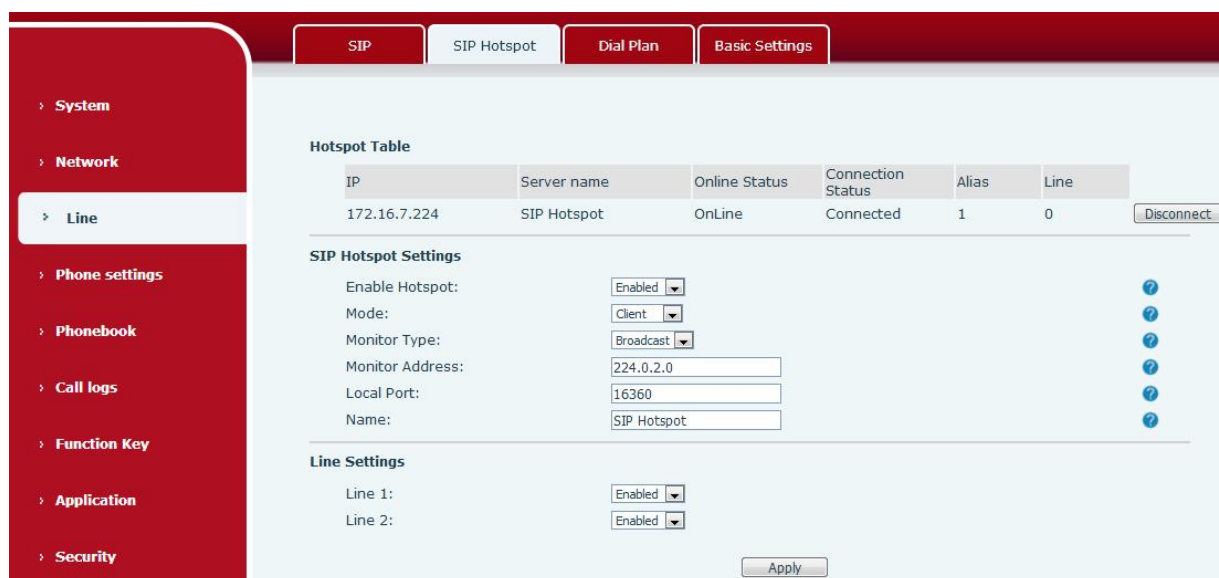 SIP SIP Hotspot Dial Plan Basic Settings
› System
› Network
› Line
› Phone settings
› Phonebook
› Call logs
› Function Key
› Application
› Security
Hotspot Table
IP Server name Online Status Connection Status Alias Line
172.16.7.224 SIP Hotspot OnLine Connected 1 0 Disconnect
SIP Hotspot Settings
Enable Hotspot: Enabled ?
Mode: Client ?
Monitor Type: Broadcast ?
Monitor Address: 224.0.2.0 ?
Local Port: 16360 ?
Name: SIP Hotspot ?
Line Settings
Line 1: Enabled
Line 2: Enabled
Apply